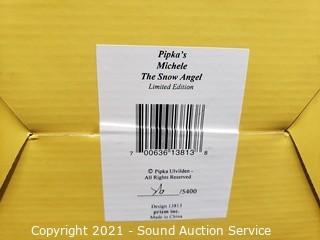 Pipka's
Michele
The Snow Angel
Limited Edition
7 00636 13813 8
© Pipka Ulvilden -
All Rights Reserved
/5400
Design 13813
prizm inc.
Made in China
Copyright 2021 - Sound Auction Service